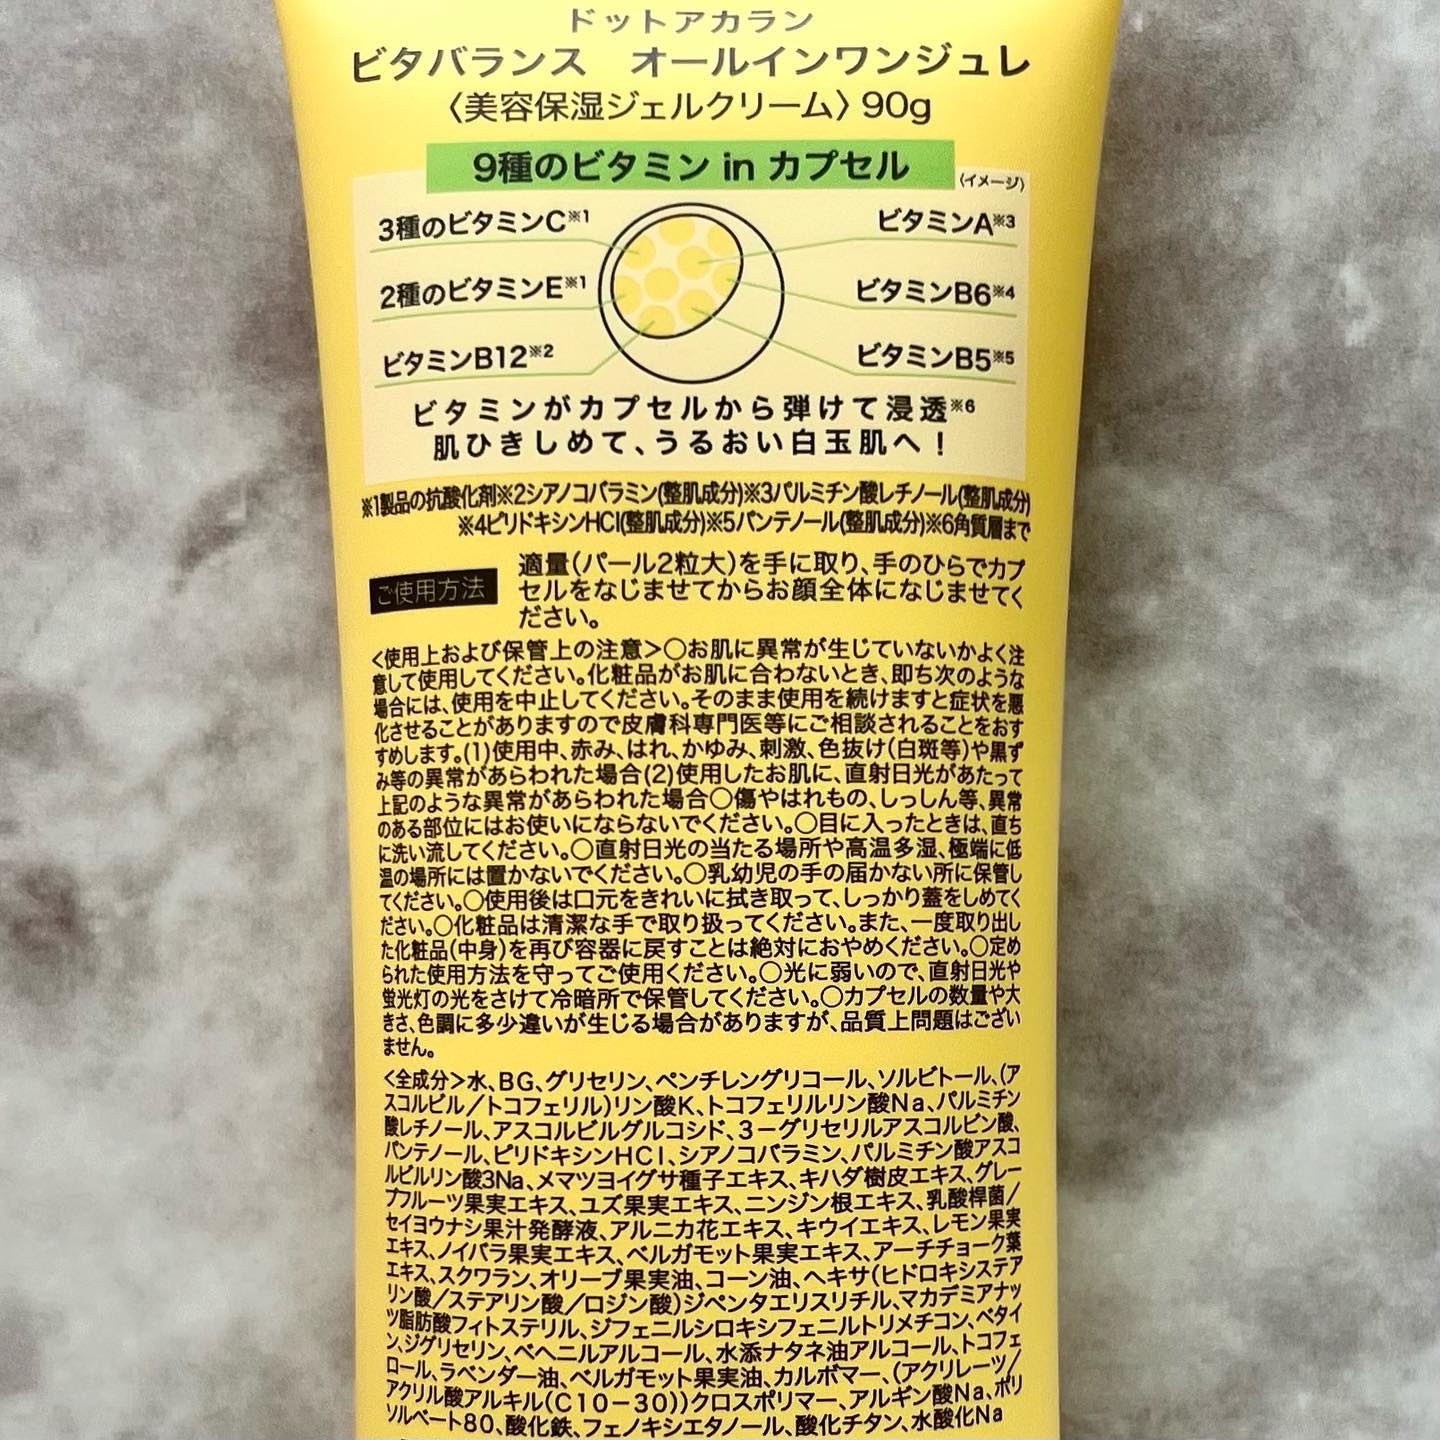 ドットアカラン
ビタバランス　オールインワンジュレ
〈美容保湿ジェルクリーム〉90g
9種のビタミン in カプセル
（イメージ）
3種のビタミンC※1
ビタミンA※3
2種のビタミンE※1
ビタミンB6※4
ビタミンB12※2
ビタミンB5※5
ビタミンがカプセルから弾けて浸透※6
肌ひきしめて、うるおい白玉肌へ！
※1製品の抗酸化剤※2シアノコバラミン(整肌成分)※3パルミチン酸レチノール(整肌成分)
※4ピリドキシンHCl(整肌成分)※5パンテノール(整肌成分)※6角質層まで
ご使用方法
適量(パール2粒大)を手に取り、手のひらでカプ
セルをなじませてからお顔全体になじませてく
ださい。
<使用上および保管上の注意>○お肌に異常が生じていないかよく注
意して使用してください。化粧品がお肌に合わないとき、即ち次のような
場合には、使用を中止してください。そのまま使用を続けますと症状を悪
化させることがありますので皮膚科専門医等にご相談されることをおす
すめします。(1)使用中、赤み、はれ、かゆみ、刺激、色抜け(白斑等)や黒ず
み等の異常があらわれた場合(2)使用したお肌に、直射日光があたって
上記のような異常があらわれた場合○傷やはれもの、しっしん等、異常
のある部位にはお使いにならないでください。○目に入ったときは、直ち
に洗い流してください。○直射日光の当たる場所や高温多湿、極端に低
温の場所には置かないでください。○乳幼児の手の届かない所に保管し
てください。○使用後は口元をきれいに拭き取って、しっかり蓋をしめてく
ださい。○化粧品は清潔な手で取り扱ってください。また、一度取り出し
た化粧品(中身)を再び容器に戻すことは絶対におやめください。○定め
られた使用方法を守ってご使用ください。○光に弱いので、直射日光や
蛍光灯の光をさけて冷暗所で保管してください。○カプセルの数量や大
きさ、色調に多少違いが生じる場合がありますが、品質上問題はござい
ません。
<全成分>水、BG、グリセリン、ペンチレングリコール、ソルビトール、(ア
スコルビル/トコフェリル)リン酸K、トコフェリルリン酸Na、パルミチン
酸レチノール、アスコルビルグルコシド、3-グリセリルアスコルビン酸、
パンテノール、ピリドキシンHCl、シアノコバラミン、パルミチン酸アスコ
ルビルリン酸3Na、メマツヨイグサ種子エキス、キハダ樹皮エキス、グレー
プフルーツ果実エキス、ユズ果実エキス、ニンジン根エキス、乳酸桿菌/
セイヨウナシ果汁発酵液、アルニカ花エキス、キウイエキス、レモン果実
エキス、ノイバラ果実エキス、ベルガモット果実エキス、アーチチョーク葉
エキス、スクワラン、オリーブ果実油、コーン油、ヘキサ(ヒドロキシステア
リン酸/ステアリン酸/ロジン酸)ジペンタエリスリチル、マカデミアナッ
ツ脂肪酸フィトステリル、ジフェニルシロキシフェニルトリメチコン、ベタイ
ン、ジグリセリン、ベヘニルアルコール、水添ナタネ油アルコール、トコフェ
ロール、ラベンダー油、ベルガモット果実油、カルボマー、(アクリレーツ/
アクリル酸アルキル(C10-30))クロスポリマー、アルギン酸Na、ポリ
ソルベート80、酸化鉄、フェノキシエタノール、酸化チタン、水酸化Na